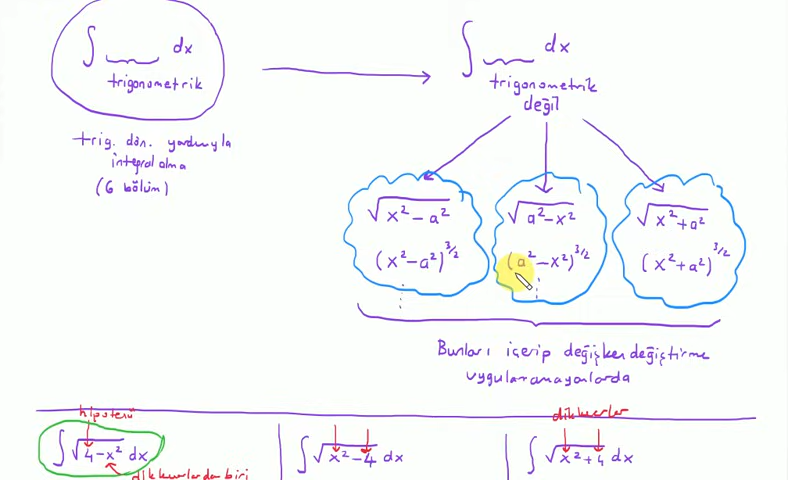 ∫ dx
trigonometrik
trig. dön. yardımıyla
integral alma
(6 bölüm)
∫ dx
trigonometrik
değil
√x²-a²
(x²-a²)^3/2
√a²-x²
(a²-x²)^3/2
√x²+a²
(x²+a²)^3/2
Bunları içerip değişken değiştirme
uygulanamayanlarda
hipotenüs
∫√4-x² dx
dikkenarlardan biri
∫√x²-4 dx
dikkenarlar
∫√x²+4 dx